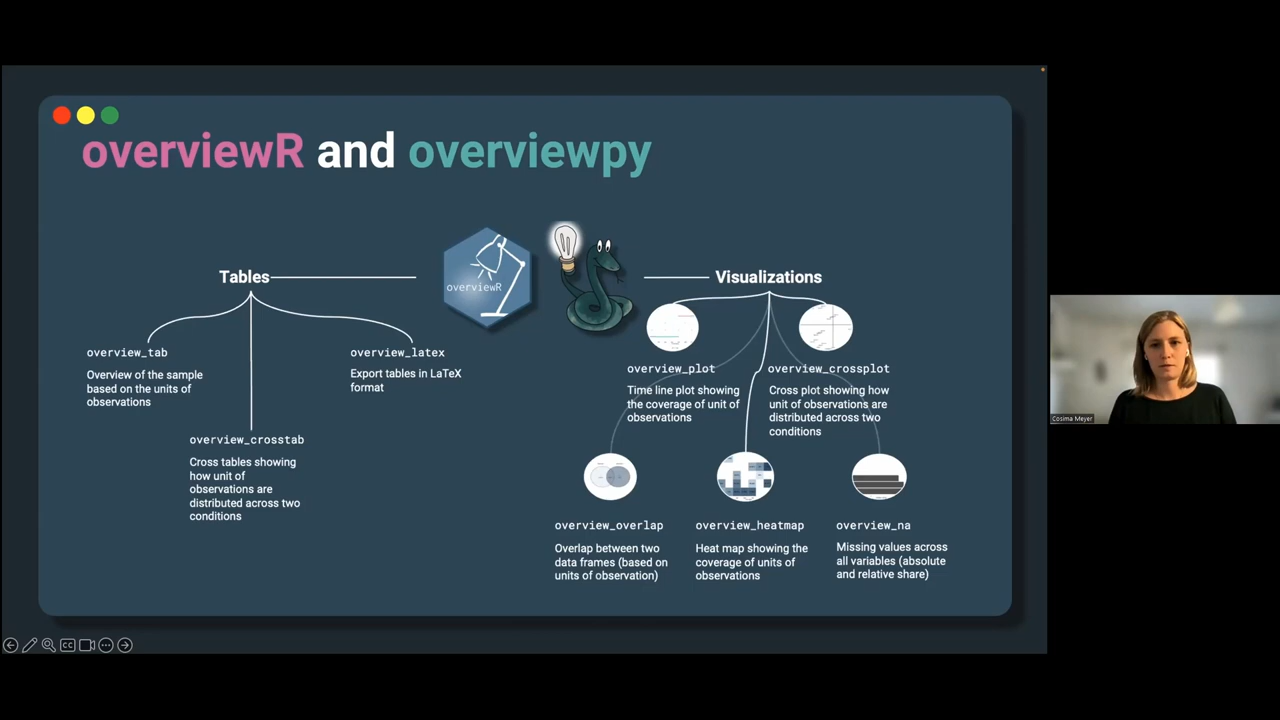 overviewR and overviewpy
overviewR
Tables
overview_tab
Overview of the sample
based on the units of
observations
overview_crosstab
Cross tables showing
how unit of
observations are
distributed across two
conditions
overview_latex
Export tables in LaTeX
format
Visualizations
overview_plot
Time line plot showing
the coverage of unit of
observations
overview_crossplot
Cross plot showing how
unit of observations are
distributed across two
conditions
overview_overlap
Overlap between two
data frames (based on
units of observation)
overview_heatmap
Heat map showing the
coverage of units of
observations
overview_na
Missing values across
all variables (absolute
and relative share)
CC
Cosima Meyer